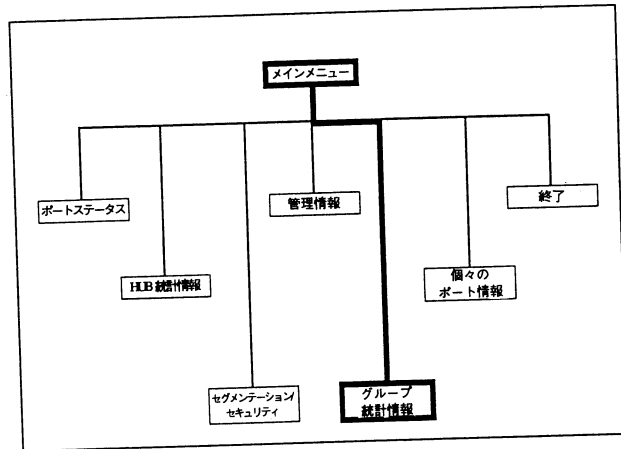 メインメニュー
ポートステータス
管理情報
終了
HUB 統計情報
個々の
ポート情報
セグメンテーション/
セキュリティ
グループ
統計情報